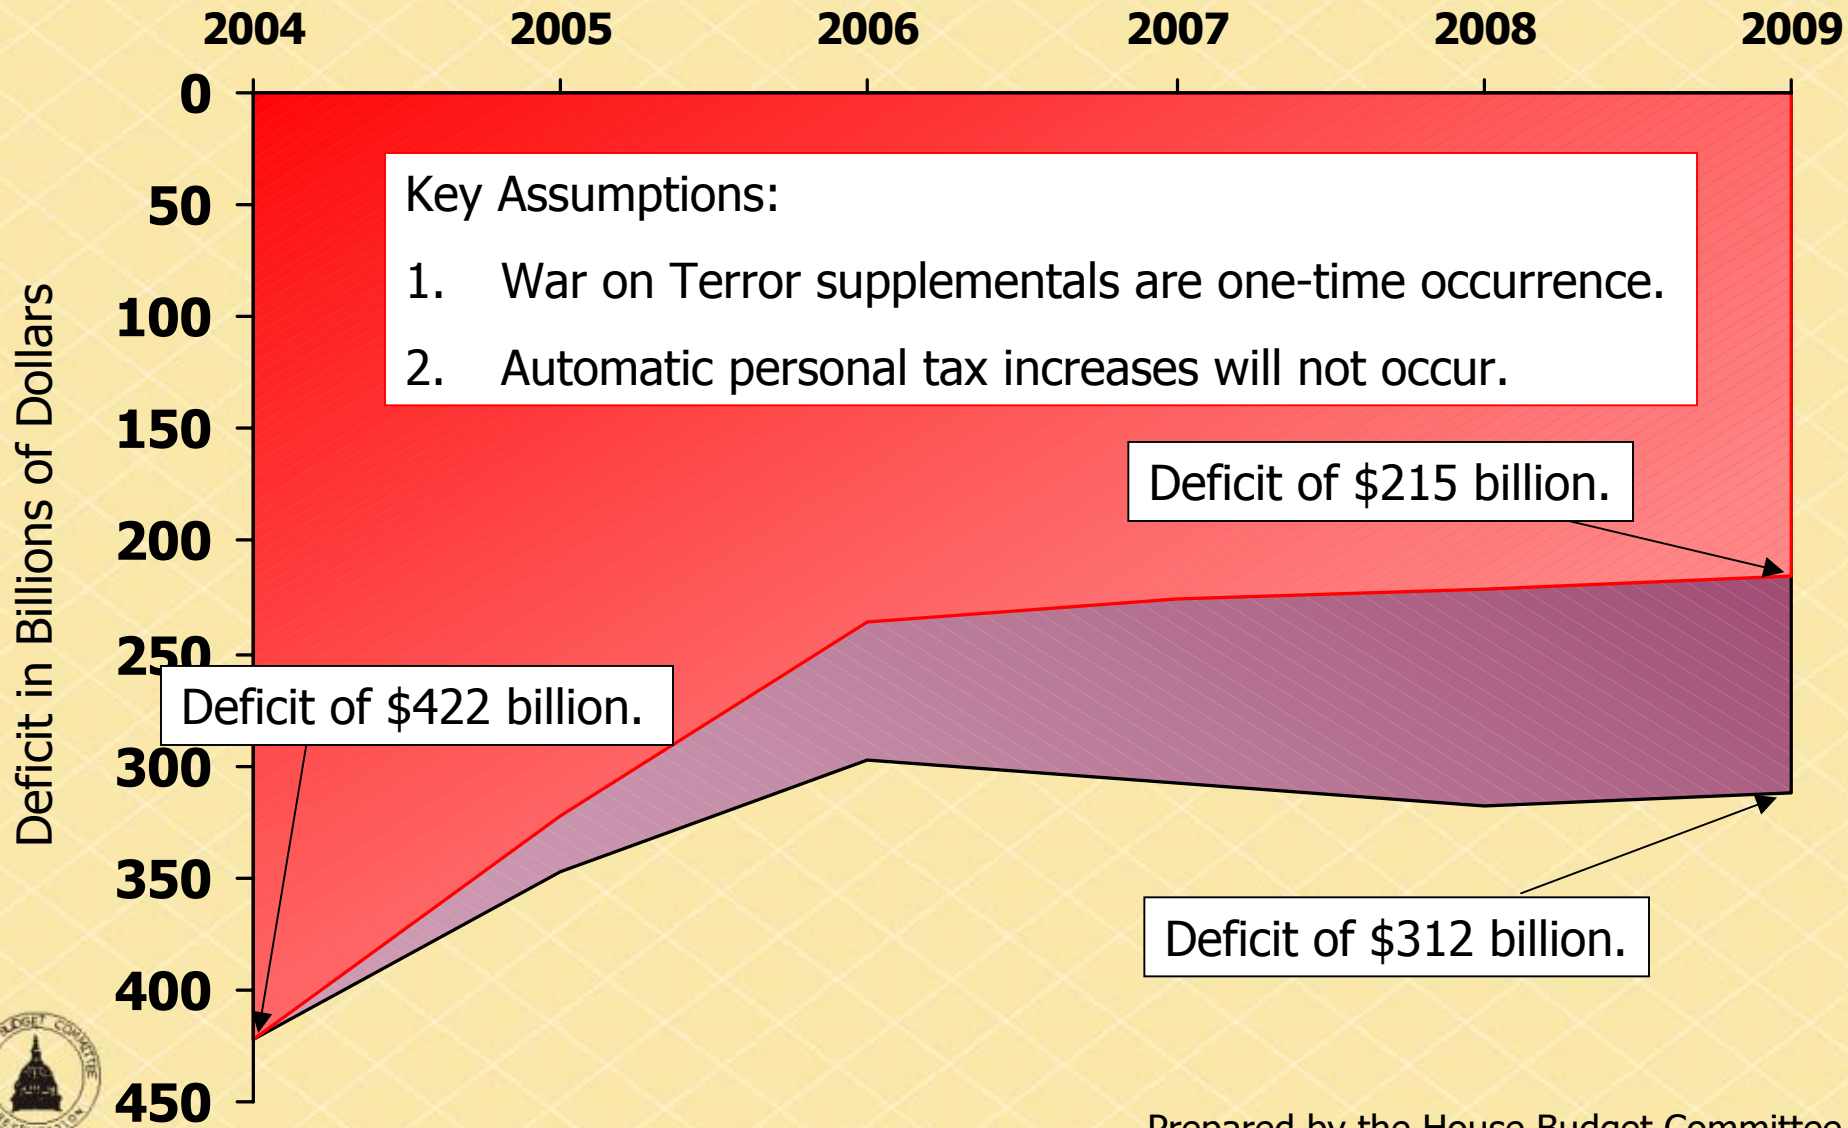 2004 2005 2006 2007 2008 2009
0
50
100
150
200
250
300
350
400
450
Deficit in Billions of Dollars
Key Assumptions:
1. War on Terror supplementals are one-time occurrence.
2. Automatic personal tax increases will not occur.
Deficit of $215 billion.
Deficit of $422 billion.
Deficit of $312 billion.
BUDGET COMMITTEE
Prepared by the House Budget Committee